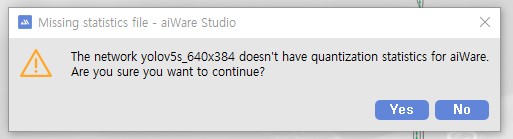 Missing statistics file - aiWare Studio
The network yolov5s_640x384 doesn't have quantization statistics for aiWare.
Are you sure you want to continue?
Yes No